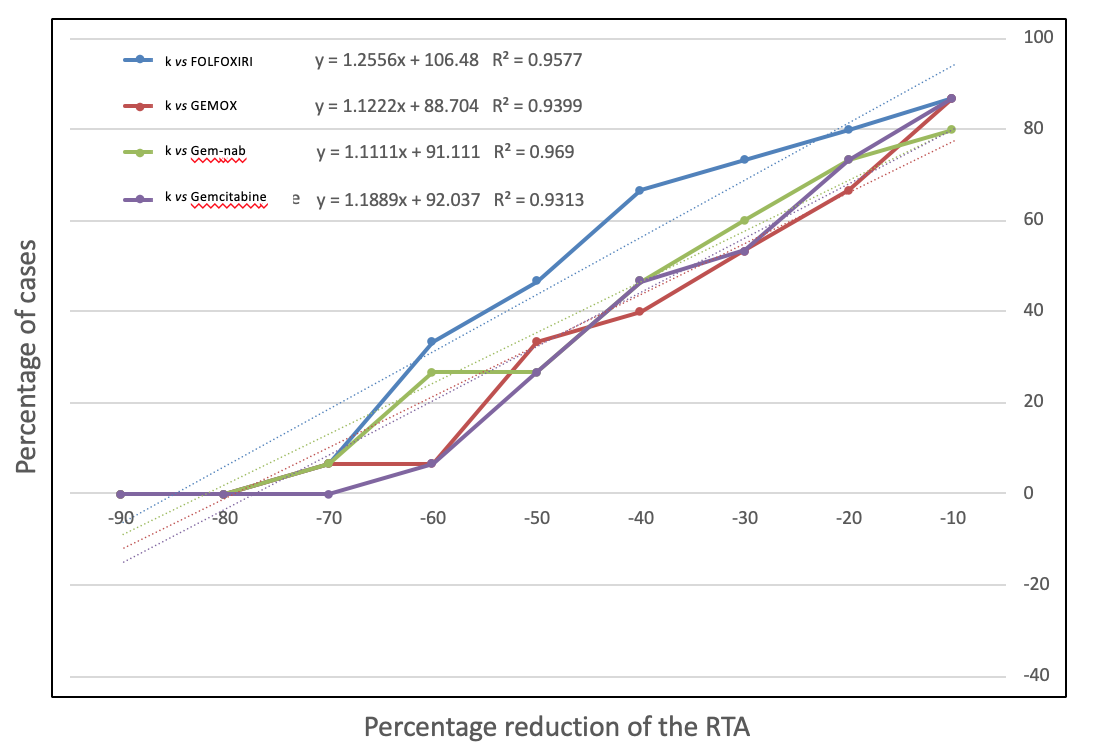 100
k vs FOLFOXIRI y = 1.2556x + 106.48 R² = 0.9577
k vs GEMOX y = 1.1222x + 88.704 R² = 0.9399
80
k vs Gem-nab y = 1.1111x + 91.111 R² = 0.969
k vs Gemcitabine e y = 1.1889x + 92.037 R² = 0.9313
60
40
20
0
-90 -80 -70 -60 -50 -40 -30 -20 -10
-20
-40
Percentage of cases
Percentage reduction of the RTA